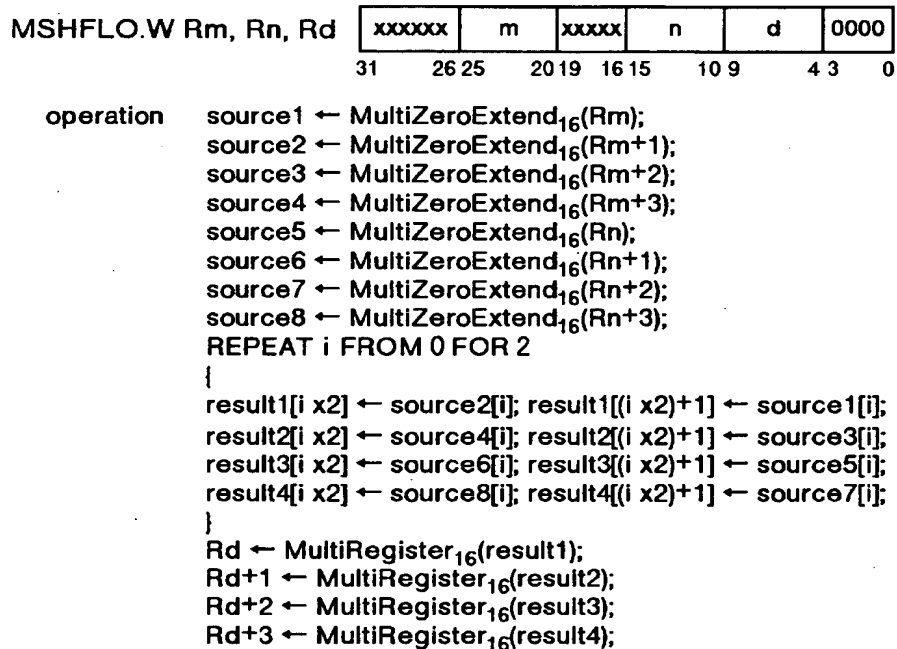 MSHFLO.W Rm, Rn, Rd xxxxxx m xxxxx n d 0000
31 26 25 20 19 16 15 10 9 4 3 0
operation source1 ← MultiZeroExtend16(Rm);
source2 ← MultiZeroExtend16(Rm+1);
source3 ← MultiZeroExtend16(Rm+2);
source4 ← MultiZeroExtend16(Rm+3);
source5 ← MultiZeroExtend16(Rn);
source6 ← MultiZeroExtend16(Rn+1);
source7 ← MultiZeroExtend16(Rn+2);
source8 ← MultiZeroExtend16(Rn+3);
REPEAT i FROM 0 FOR 2
{
result1[i x2] ← source2[i]; result1[(i x2)+1] ← source1[i];
result2[i x2] ← source4[i]; result2[(i x2)+1] ← source3[i];
result3[i x2] ← source6[i]; result3[(i x2)+1] ← source5[i];
result4[i x2] ← source8[i]; result4[(i x2)+1] ← source7[i];
}
Rd ← MultiRegister16(result1);
Rd+1 ← MultiRegister16(result2);
Rd+2 ← MultiRegister16(result3);
Rd+3 ← MultiRegister16(result4);